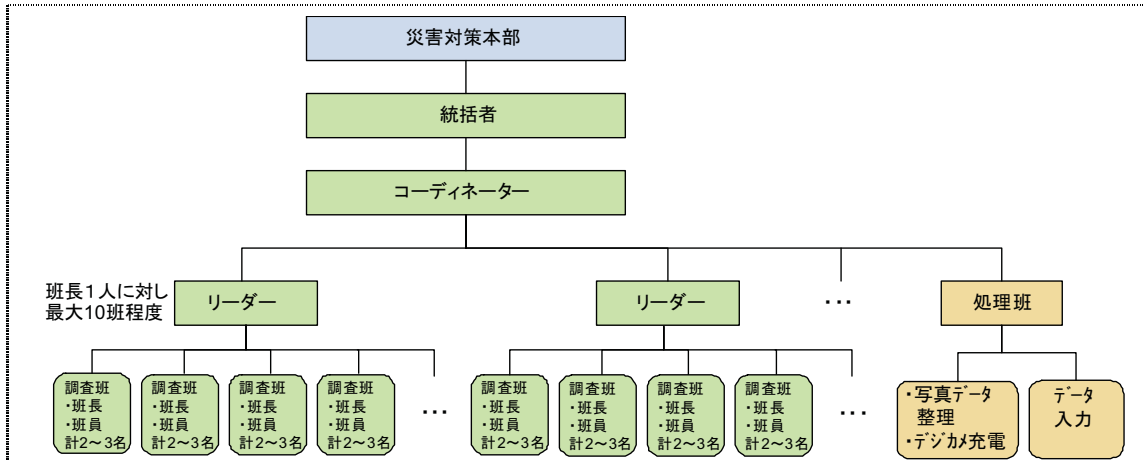 災害対策本部
統括者
コーディネーター
班長1人に対し
最大10班程度
リーダー
リーダー
…
処理班
調査班
・班長
・班員
計2～3名
調査班
・班長
・班員
計2～3名
調査班
・班長
・班員
計2～3名
調査班
・班長
・班員
計2～3名
…
調査班
・班長
・班員
計2～3名
調査班
・班長
・班員
計2～3名
調査班
・班長
・班員
計2～3名
調査班
・班長
・班員
計2～3名
…
・写真データ
整理
・デジカメ充電
データ
入力